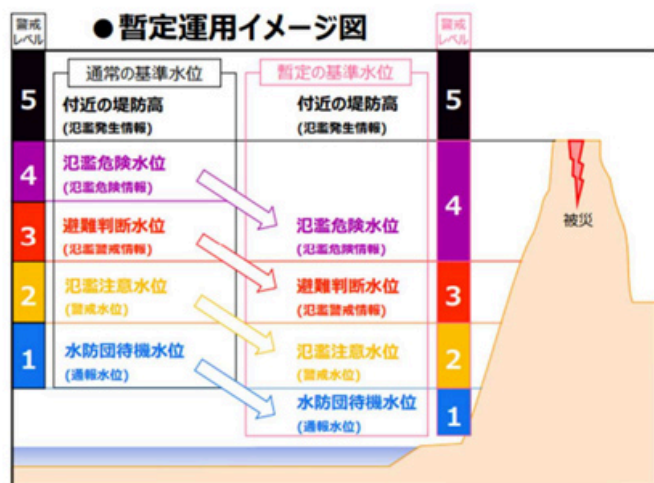 警戒
レベル
●暫定運用イメージ図
警戒
レベル
通常の基準水位
暫定の基準水位
5
付近の堤防高
(氾濫発生情報)
付近の堤防高
(氾濫発生情報)
5
4
氾濫危険水位
(氾濫危険情報)
氾濫危険水位
(氾濫危険情報)
4
3
避難判断水位
(氾濫警戒情報)
避難判断水位
(氾濫警戒情報)
3
2
氾濫注意水位
(警戒水位)
氾濫注意水位
(警戒水位)
2
1
水防団待機水位
(通報水位)
水防団待機水位
(通報水位)
1
被災